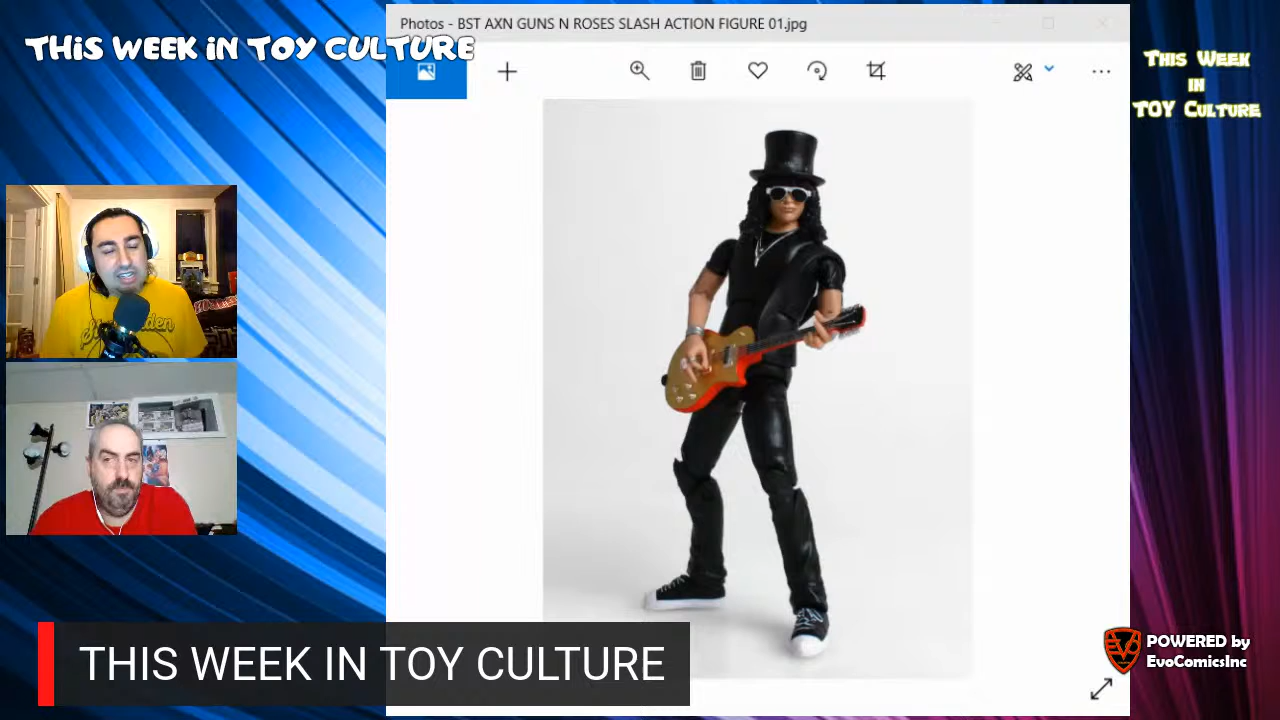 Photos - BST AXN GUNS N ROSES SLASH ACTION FIGURE 01.jpg
THiS WEEK iN TOY CULTURE
This Week
in
TOY Culture
THIS WEEK IN TOY CULTURE
EVO
POWERED by
EvoComicsInc